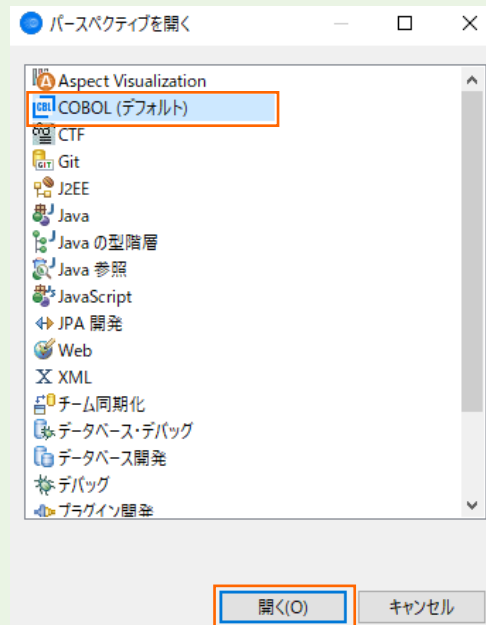 パースペクティブを開く
Aspect Visualization
CBL COBOL (デフォルト)
CTF
GIT Git
J2EE
Java
Java の型階層
Java 参照
JavaScript
JPA 開発
Web
X XML
チーム同期化
データベース・デバッグ
データベース開発
デバッグ
プラグイン開発
開く(O)
キャンセル